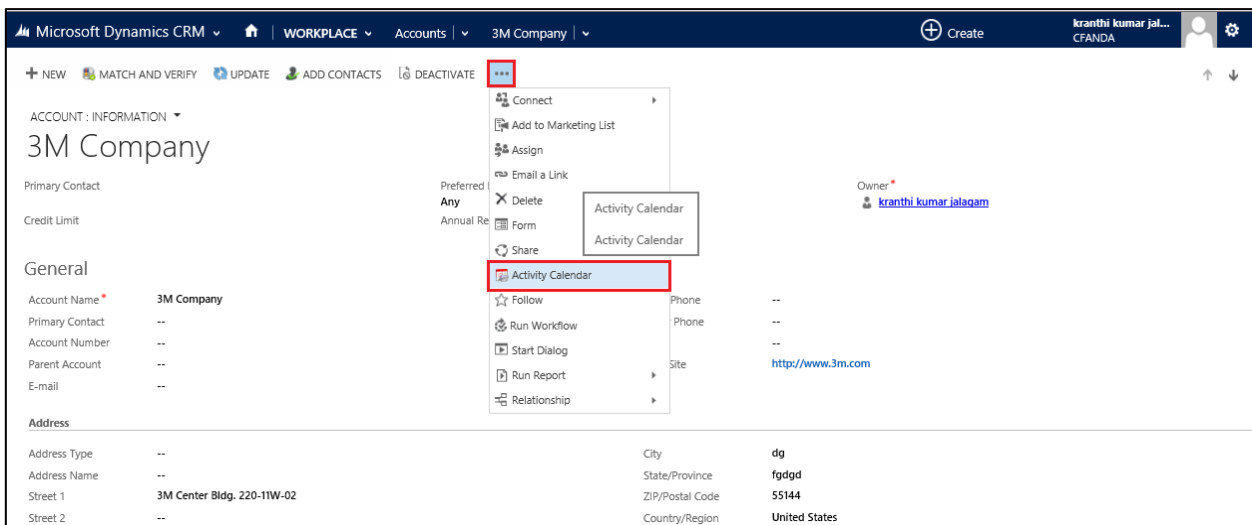 Microsoft Dynamics CRM WORKPLACE Accounts 3M Company Create kranthi kumar jal...
CFANDA
NEW MATCH AND VERIFY UPDATE ADD CONTACTS DEACTIVATE ...
Connect
Add to Marketing List
Assign
Email a Link
Delete
Form
Share
Activity Calendar
Follow
Run Workflow
Start Dialog
Run Report
Relationship
Activity Calendar
Activity Calendar
ACCOUNT : INFORMATION
3M Company
Primary Contact Preferred Owner*
Any kranthi kumar jalagam
Credit Limit Annual Re
General
Account Name* 3M Company Phone --
Primary Contact -- Phone --
Account Number -- --
Parent Account -- Site http://www.3m.com
E-mail --
Address
Address Type -- City dg
Address Name -- State/Province fgdgd
Street 1 3M Center Bldg. 220-11W-02 ZIP/Postal Code 55144
Street 2 -- Country/Region United States